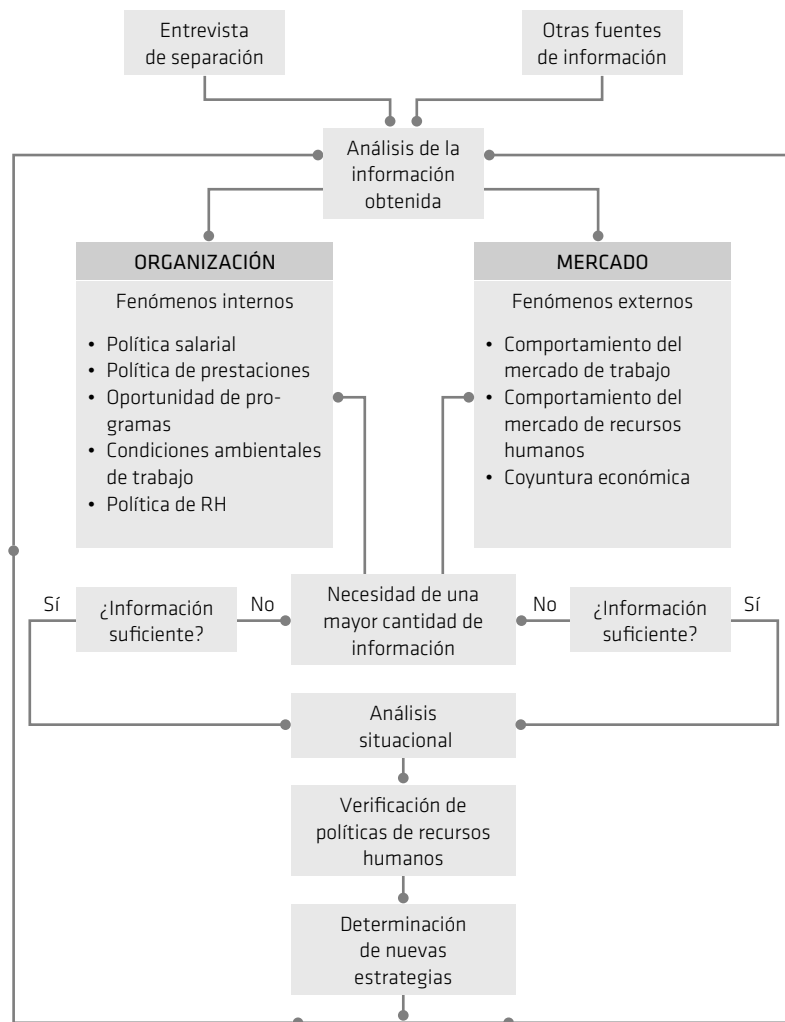 Entrevista
de separación
Otras fuentes
de información
Análisis de la
información
obtenida
ORGANIZACIÓN
Fenómenos internos
• Política salarial
• Política de prestaciones
• Oportunidad de pro-
gramas
• Condiciones ambientales
de trabajo
• Política de RH
MERCADO
Fenómenos externos
• Comportamiento del
mercado de trabajo
• Comportamiento del
mercado de recursos
humanos
• Coyuntura económica
Sí
¿Información
suficiente?
No
Necesidad de una
mayor cantidad de
información
No
¿Información
suficiente?
Sí
Análisis
situacional
Verificación de
políticas de recursos
humanos
Determinación
de nuevas
estrategias